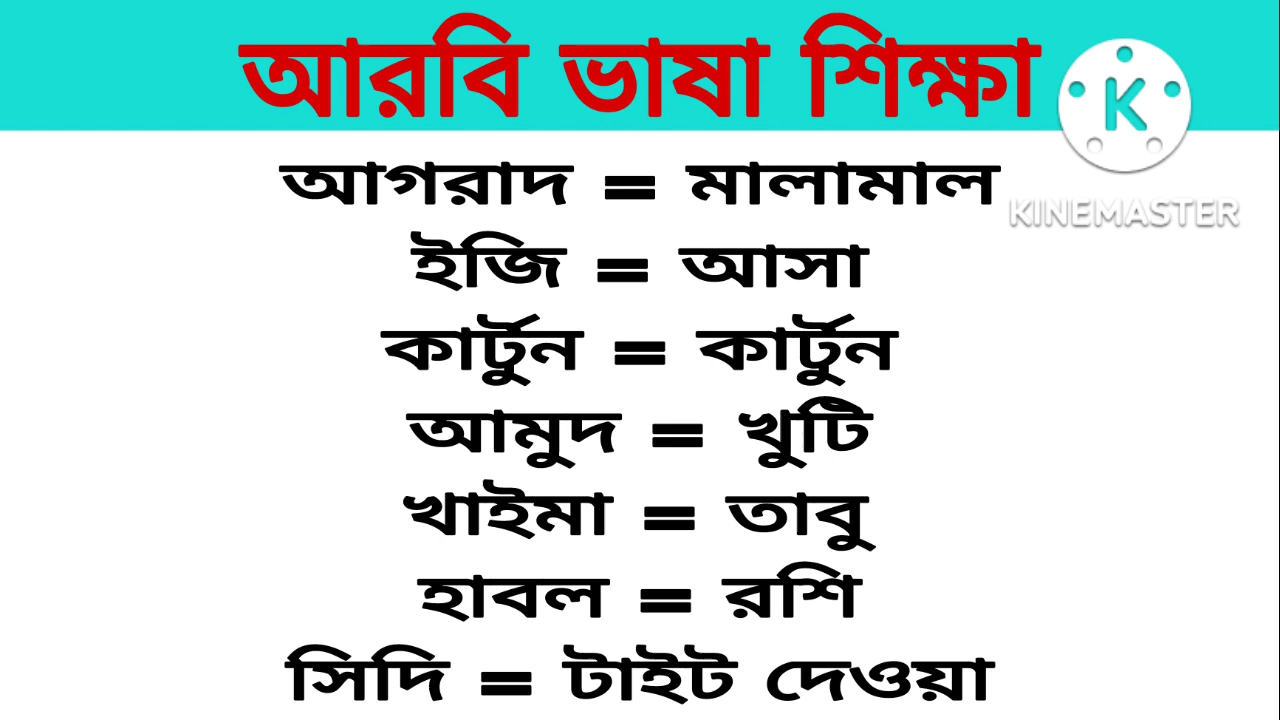 আরবি ভাষা শিক্ষা
K
KINEMASTER
আগরাদ = মালামাল
ইজি = আসা
কার্টুন = কার্টুন
আমুদ = খুটি
খাইমা = তাবু
হাবল = রশি
সিদি = টাইট দেওয়া